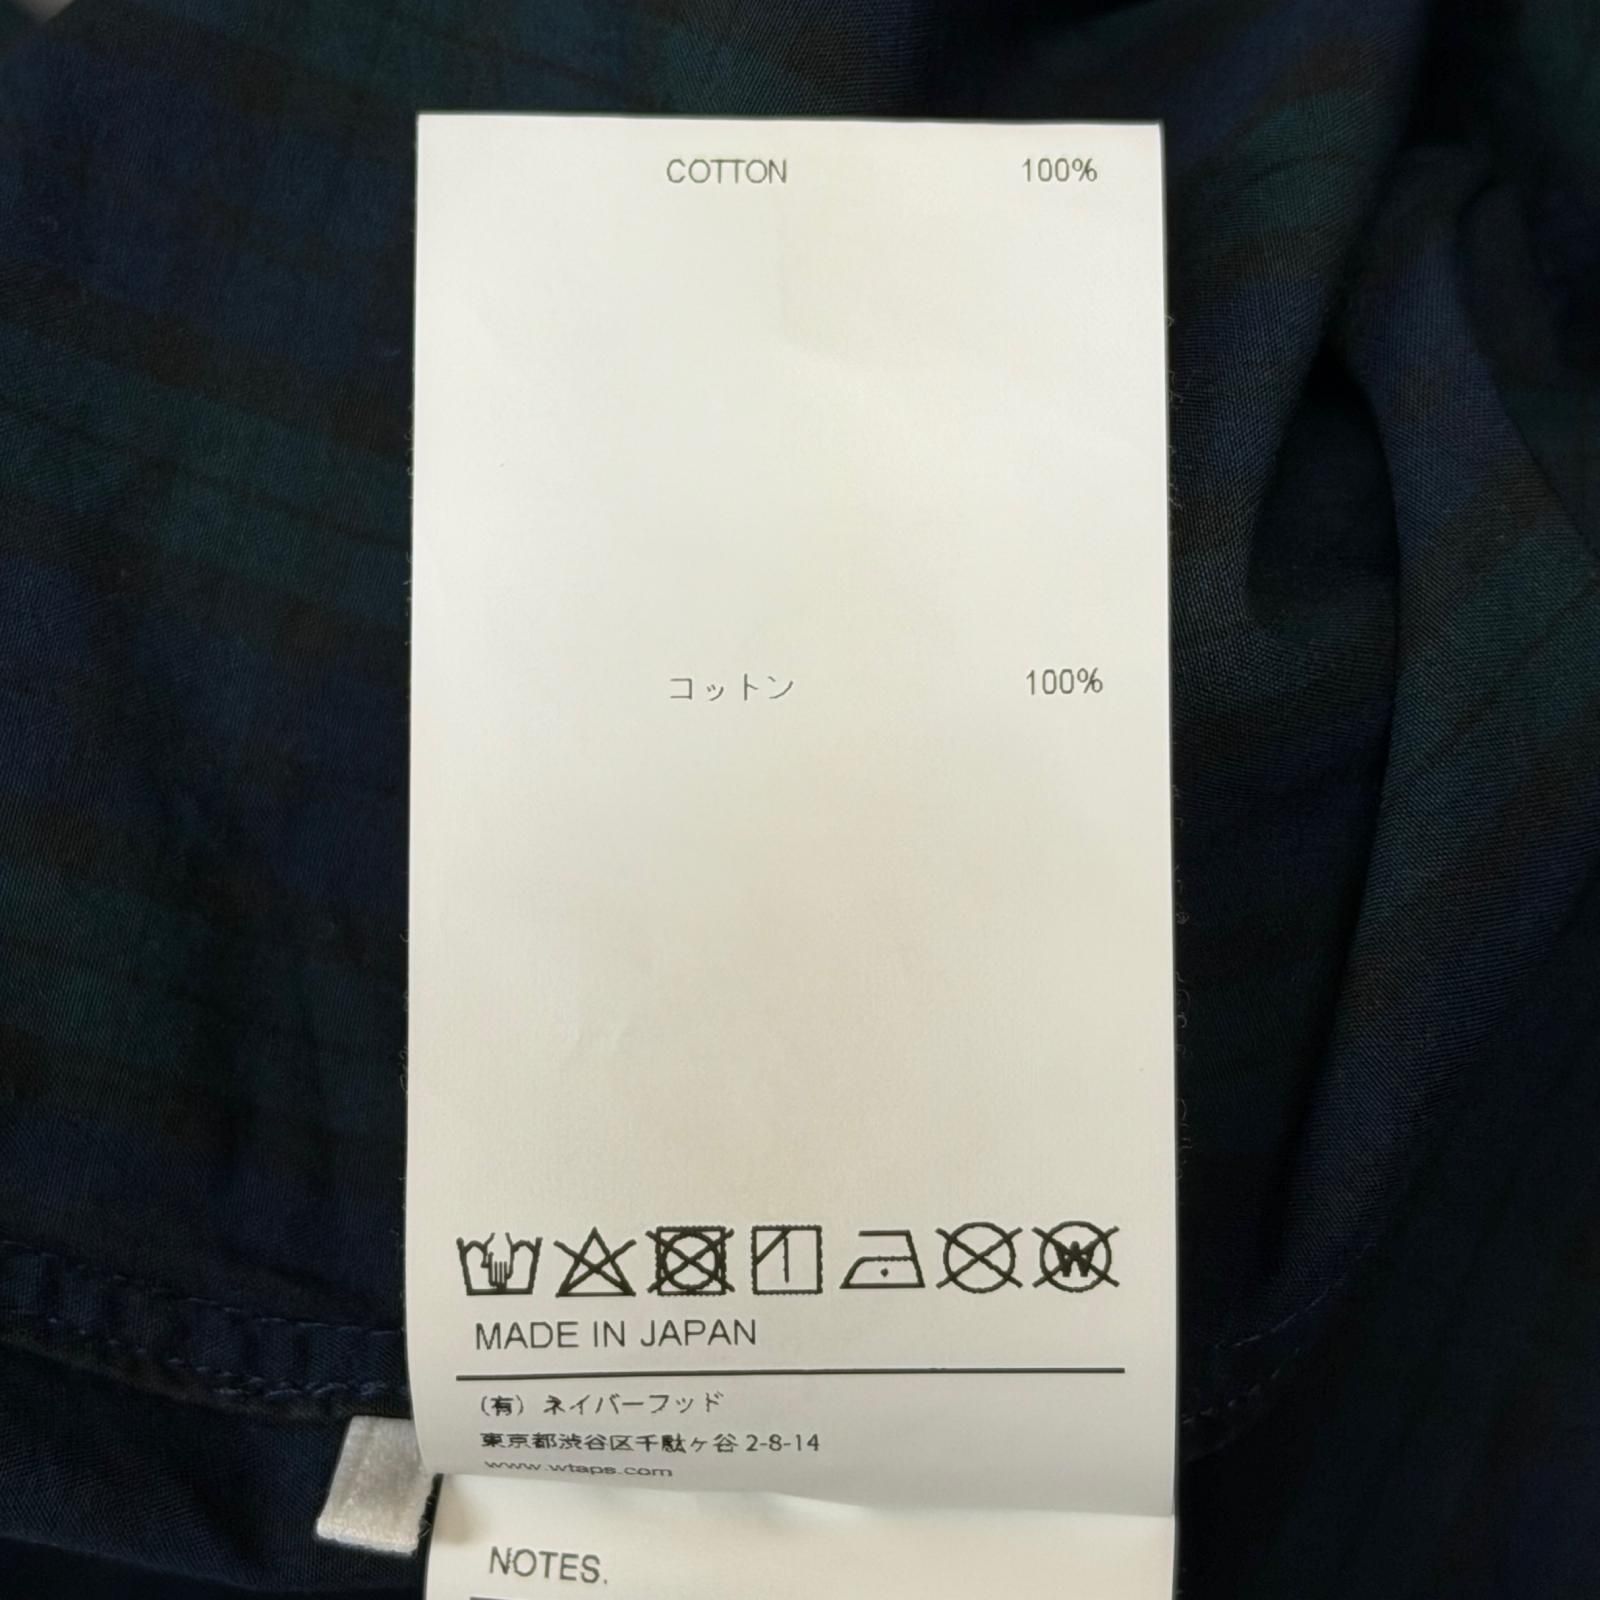 COTTON 100%
コットン 100%
MADE IN JAPAN
(有) ネイバーフッド
東京都渋谷区千駄ヶ谷 2-8-14
www.wtaps.com
NOTES.